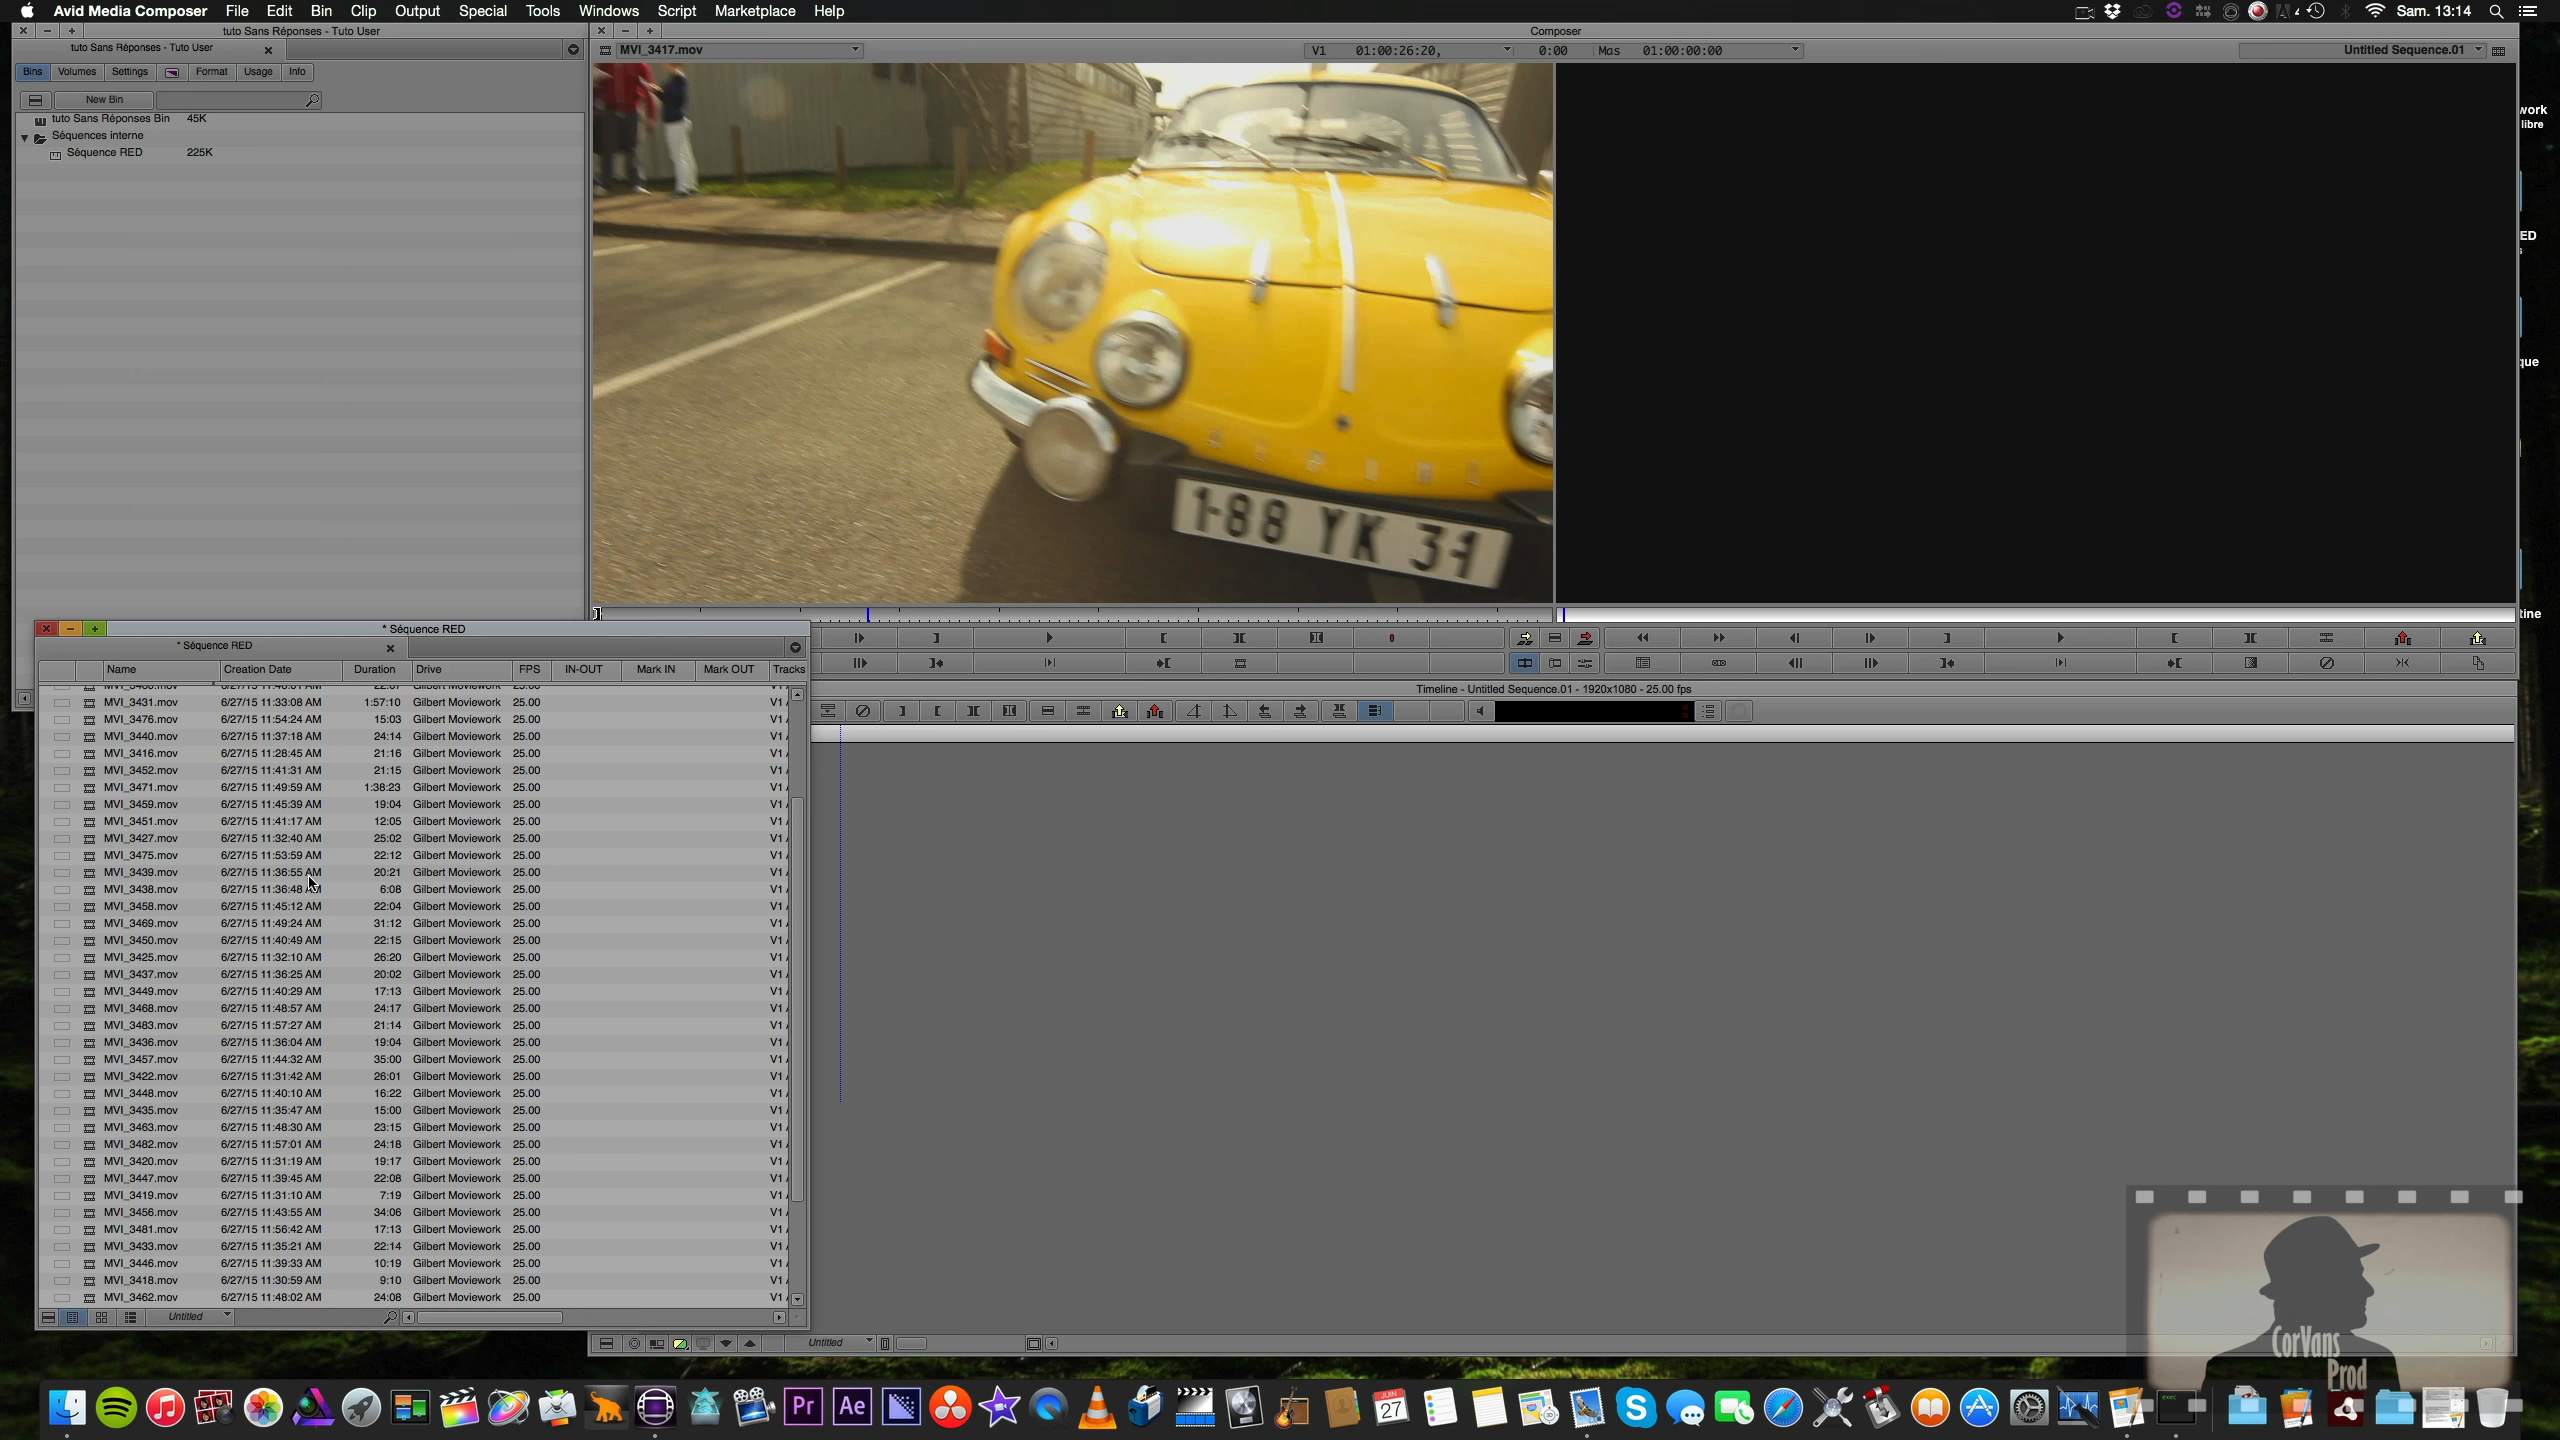 Avid Media Composer File Edit Bin Clip Output Special Tools Windows Script Marketplace Help
4 Sam. 13:14
tuto Sans Réponses - Tuto User
tuto Sans Réponses - Tuto User
Bins Volumes Settings Format Usage Info
New Bin
tuto Sans Réponses Bin 45K
Séquences interne
Séquence RED 225K
Composer
MVI_3417.mov
V1 01:00:26:20, 0:00 Mas 01:00:00:00
Untitled Sequence.01
188 YK 31
work
libre
ED
que
tine
* Séquence RED
* Séquence RED
Name Creation Date Duration Drive FPS IN-OUT Mark IN Mark OUT Tracks
MVI_3431.mov 6/27/15 11:33:08 AM 1:57:10 Gilbert Moviework 25.00 V1
MVI_3476.mov 6/27/15 11:54:24 AM 15:03 Gilbert Moviework 25.00 V1
MVI_3440.mov 6/27/15 11:37:18 AM 24:14 Gilbert Moviework 25.00 V1
MVI_3416.mov 6/27/15 11:28:45 AM 21:16 Gilbert Moviework 25.00 V1
MVI_3452.mov 6/27/15 11:41:31 AM 21:15 Gilbert Moviework 25.00 V1
MVI_3471.mov 6/27/15 11:49:59 AM 1:38:23 Gilbert Moviework 25.00 V1
MVI_3459.mov 6/27/15 11:45:39 AM 19:04 Gilbert Moviework 25.00 V1
MVI_3451.mov 6/27/15 11:41:17 AM 12:05 Gilbert Moviework 25.00 V1
MVI_3427.mov 6/27/15 11:32:40 AM 25:02 Gilbert Moviework 25.00 V1
MVI_3475.mov 6/27/15 11:53:59 AM 22:12 Gilbert Moviework 25.00 V1
MVI_3439.mov 6/27/15 11:36:55 AM 20:21 Gilbert Moviework 25.00 V1
MVI_3438.mov 6/27/15 11:36:48 AM 6:08 Gilbert Moviework 25.00 V1
MVI_3458.mov 6/27/15 11:45:12 AM 22:04 Gilbert Moviework 25.00 V1
MVI_3469.mov 6/27/15 11:49:24 AM 31:12 Gilbert Moviework 25.00 V1
MVI_3450.mov 6/27/15 11:40:49 AM 22:15 Gilbert Moviework 25.00 V1
MVI_3425.mov 6/27/15 11:32:10 AM 26:20 Gilbert Moviework 25.00 V1
MVI_3437.mov 6/27/15 11:36:25 AM 20:02 Gilbert Moviework 25.00 V1
MVI_3449.mov 6/27/15 11:40:29 AM 17:13 Gilbert Moviework 25.00 V1
MVI_3468.mov 6/27/15 11:48:57 AM 24:17 Gilbert Moviework 25.00 V1
MVI_3483.mov 6/27/15 11:57:27 AM 21:14 Gilbert Moviework 25.00 V1
MVI_3436.mov 6/27/15 11:36:04 AM 19:04 Gilbert Moviework 25.00 V1
MVI_3457.mov 6/27/15 11:44:32 AM 35:00 Gilbert Moviework 25.00 V1
MVI_3422.mov 6/27/15 11:31:42 AM 26:01 Gilbert Moviework 25.00 V1
MVI_3448.mov 6/27/15 11:40:10 AM 16:22 Gilbert Moviework 25.00 V1
MVI_3435.mov 6/27/15 11:35:47 AM 15:00 Gilbert Moviework 25.00 V1
MVI_3463.mov 6/27/15 11:48:30 AM 23:15 Gilbert Moviework 25.00 V1
MVI_3482.mov 6/27/15 11:57:01 AM 24:18 Gilbert Moviework 25.00 V1
MVI_3420.mov 6/27/15 11:31:19 AM 19:17 Gilbert Moviework 25.00 V1
MVI_3447.mov 6/27/15 11:39:45 AM 22:08 Gilbert Moviework 25.00 V1
MVI_3419.mov 6/27/15 11:31:10 AM 7:19 Gilbert Moviework 25.00 V1
MVI_3456.mov 6/27/15 11:43:55 AM 34:06 Gilbert Moviework 25.00 V1
MVI_3481.mov 6/27/15 11:56:42 AM 17:13 Gilbert Moviework 25.00 V1
MVI_3433.mov 6/27/15 11:35:21 AM 22:14 Gilbert Moviework 25.00 V1
MVI_3446.mov 6/27/15 11:39:33 AM 10:19 Gilbert Moviework 25.00 V1
MVI_3418.mov 6/27/15 11:30:59 AM 9:10 Gilbert Moviework 25.00 V1
MVI_3462.mov 6/27/15 11:48:02 AM 24:08 Gilbert Moviework 25.00 V1
Untitled
Timeline - Untitled Sequence.01 - 1920x1080 - 25.00 fps
Untitled
CorVans
Prod
Pr Ae
JUIN
27
exec